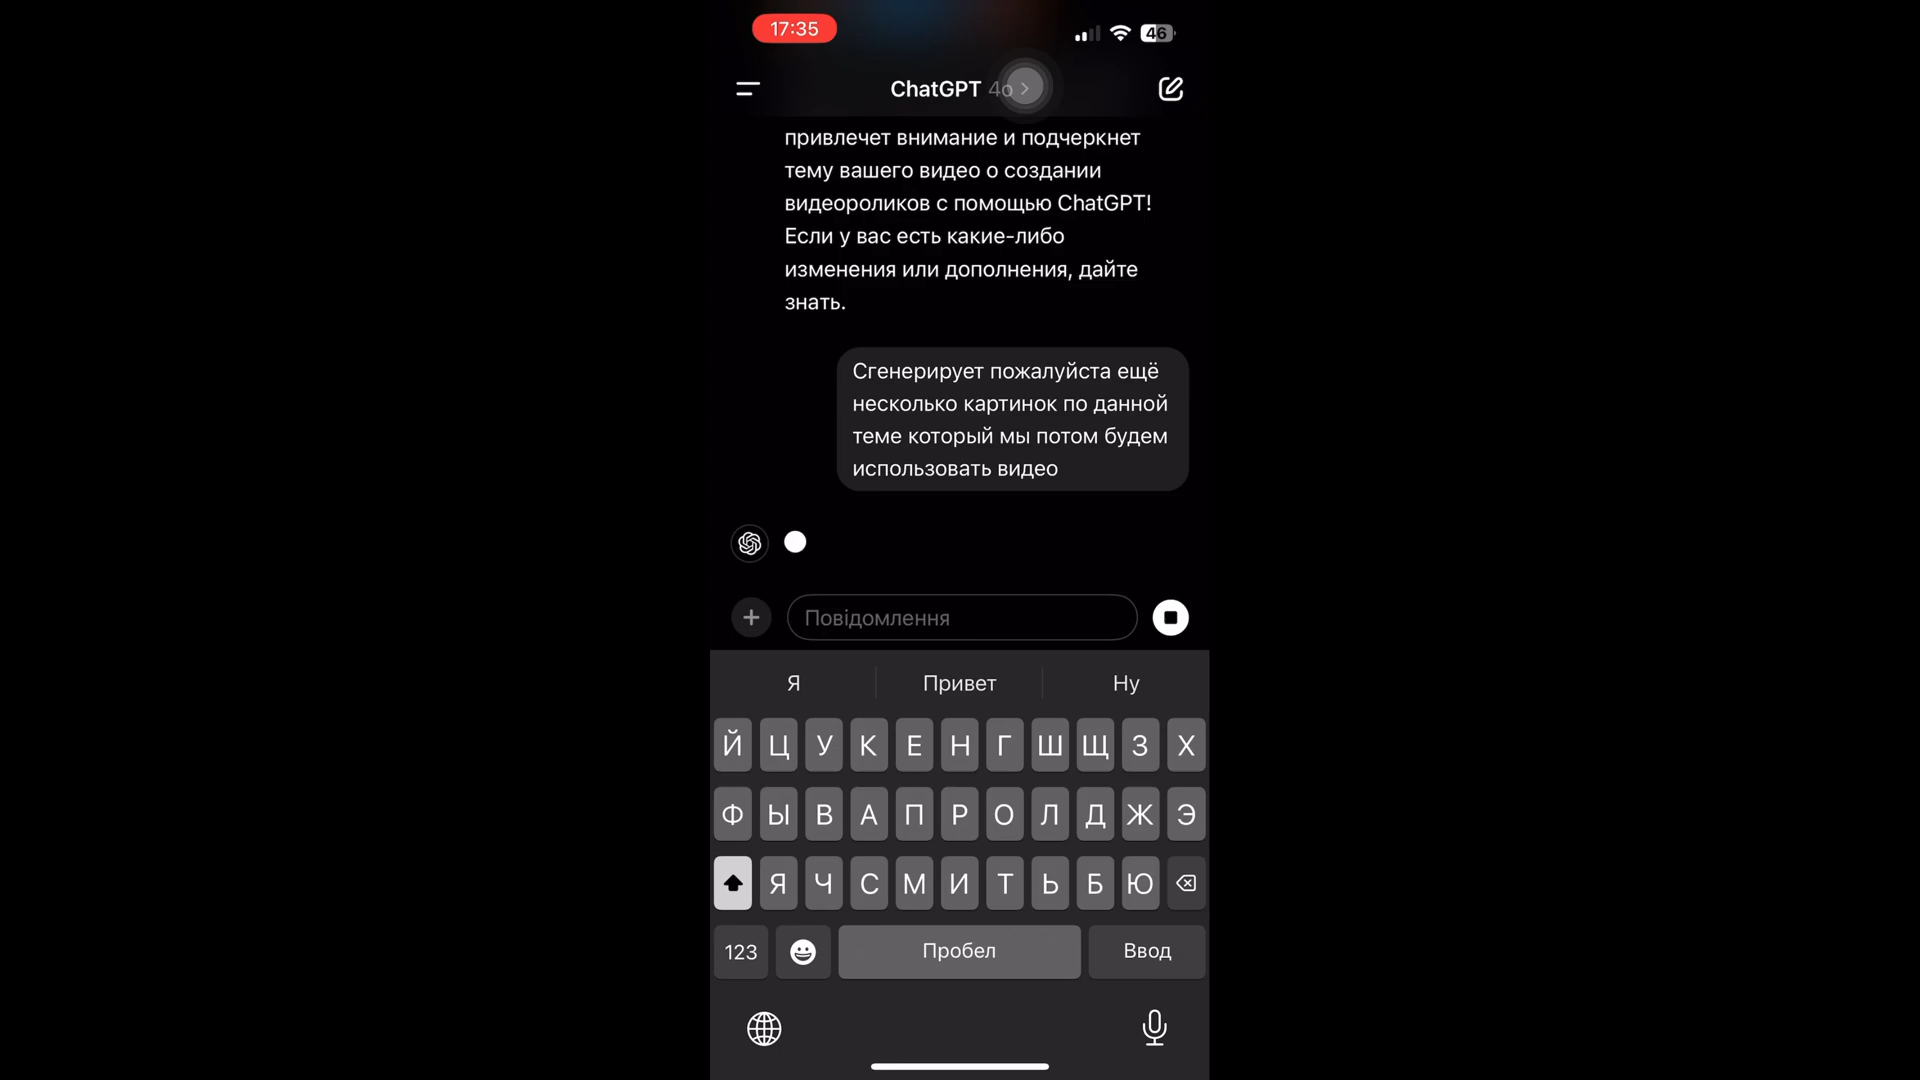 17:35
46
ChatGPT 4o >
привлечет внимание и подчеркнет
тему вашего видео о создании
видеороликов с помощью ChatGPT!
Если у вас есть какие-либо
изменения или дополнения, дайте
знать.
Сгенерирует пожалуйста ещё
несколько картинок по данной
теме который мы потом будем
использовать видео
Повідомлення
Я Привет Ну
Й Ц У К Е Н Г Ш Щ З Х
Ф Ы В А П Р О Л Д Ж Э
Я Ч С М И Т Ь Б Ю
123 Пробел Ввод